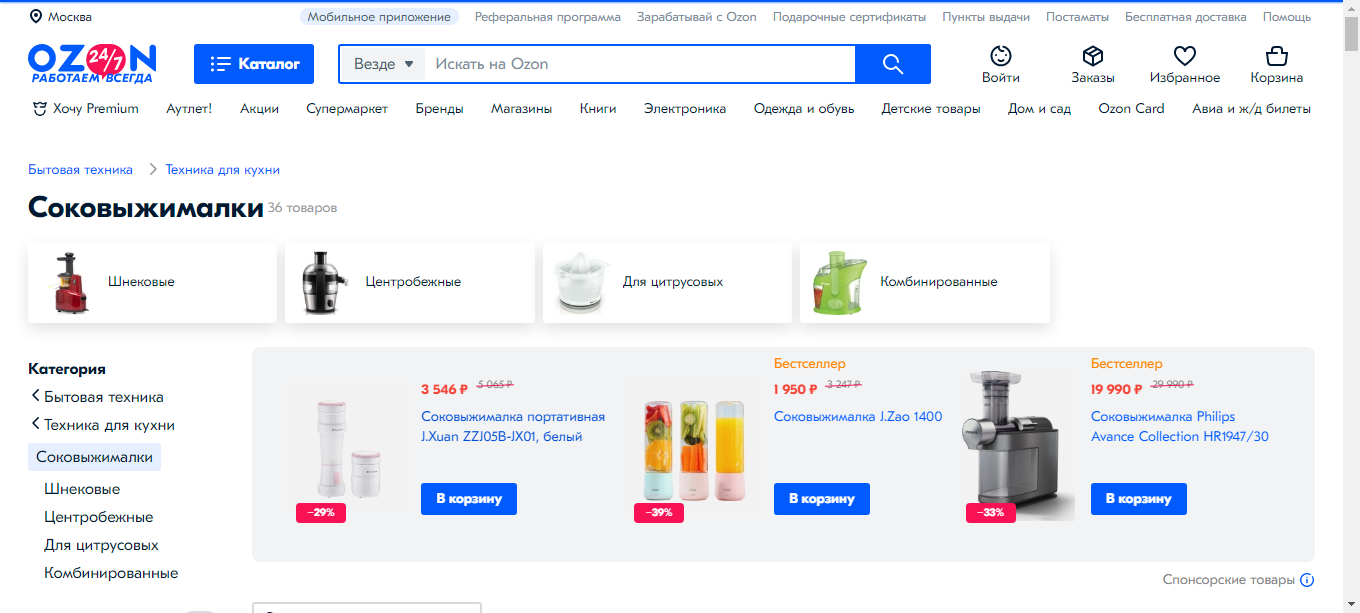 Москва
Мобильное приложение Реферальная программа Зарабатывай с Ozon Подарочные сертификаты Пункты выдачи Постаматы Бесплатная доставка Помощь
OZON 24/7
РАБОТАЕМ ВСЕГДА
Каталог
Везде
Искать на Ozon
Войти Заказы Избранное Корзина
Хочу Premium Аутлет! Акции Супермаркет Бренды Магазины Книги Электроника Одежда и обувь Детские товары Дом и сад Ozon Card Авиа и ж/д билеты
Бытовая техника Техника для кухни
Соковыжималки 36 товаров
Шнековые Центробежные Для цитрусовых Комбинированные
Категория
Бытовая техника
Техника для кухни
Соковыжималки
Шнековые
Центробежные
Для цитрусовых
Комбинированные
3 546 ₽ 5 065 ₽
Соковыжималка портативная
J.Xuan ZZJ05B-JX01, белый
В корзину
−29%
Бестселлер
1 950 ₽ 3 247 ₽
Соковыжималка J.Zao 1400
В корзину
−39%
Бестселлер
19 990 ₽ 29 990 ₽
Соковыжималка Philips
Avance Collection HR1947/30
В корзину
−33%
Спонсорские товары